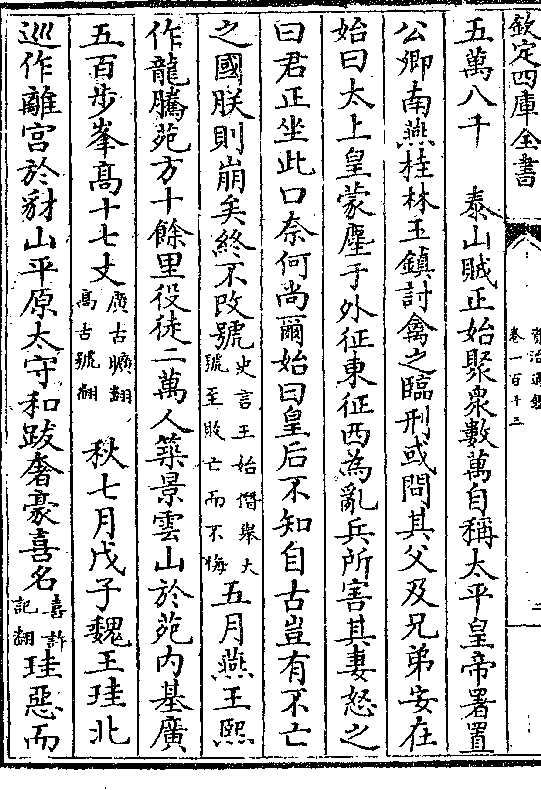 欽定四庫全書
資治通鑑
卷一百十三
二
五萬八千　泰山賊王始聚衆數萬自稱太平皇帝署置
公卿南燕桂林王鎮討禽之臨刑或問其父及兄弟安在
始曰太上皇蒙塵于外征東征西為亂兵所害其妻怒之
曰君正坐此口奈何尚爾始曰皇后不知自古豈有不亡
之國朕則崩矣終不改號史言王始僭舉大號至敗亡而不悔五月燕王熙
作龍騰苑方十餘里役徒二萬人築景雲山於苑内基廣
五百步峯髙十七丈廣古曠翻髙古號翻　秋七月戊子魏王珪北
巡作離宫於豺山平原太守和跋奢豪喜名喜許記翻珪惡而